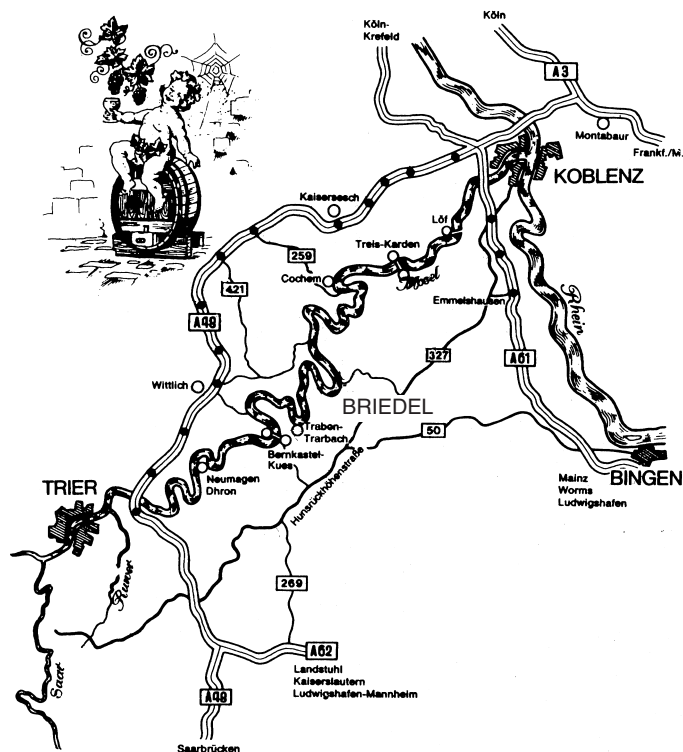 Köln-
Krefeld
Köln
A3
Montabaur
Frankf./M.
KOBLENZ
Kaisersesch
Löf
Treis-Karden
259
Cochem
Mosel
421
Emmelshausen
Rhein
A48
327
A61
Wittlich
BRIEDEL
Traben-
Trarbach
50
Bernkastel-
Kues
Neumagen
Dhron
Hunsrückhöhenstraße
BINGEN
Mainz
Worms
Ludwigshafen
TRIER
Ruwer
269
Saar
A62
Landstuhl
Kaiserslautern
Ludwigshafen-Mannheim
A48
Saarbrücken